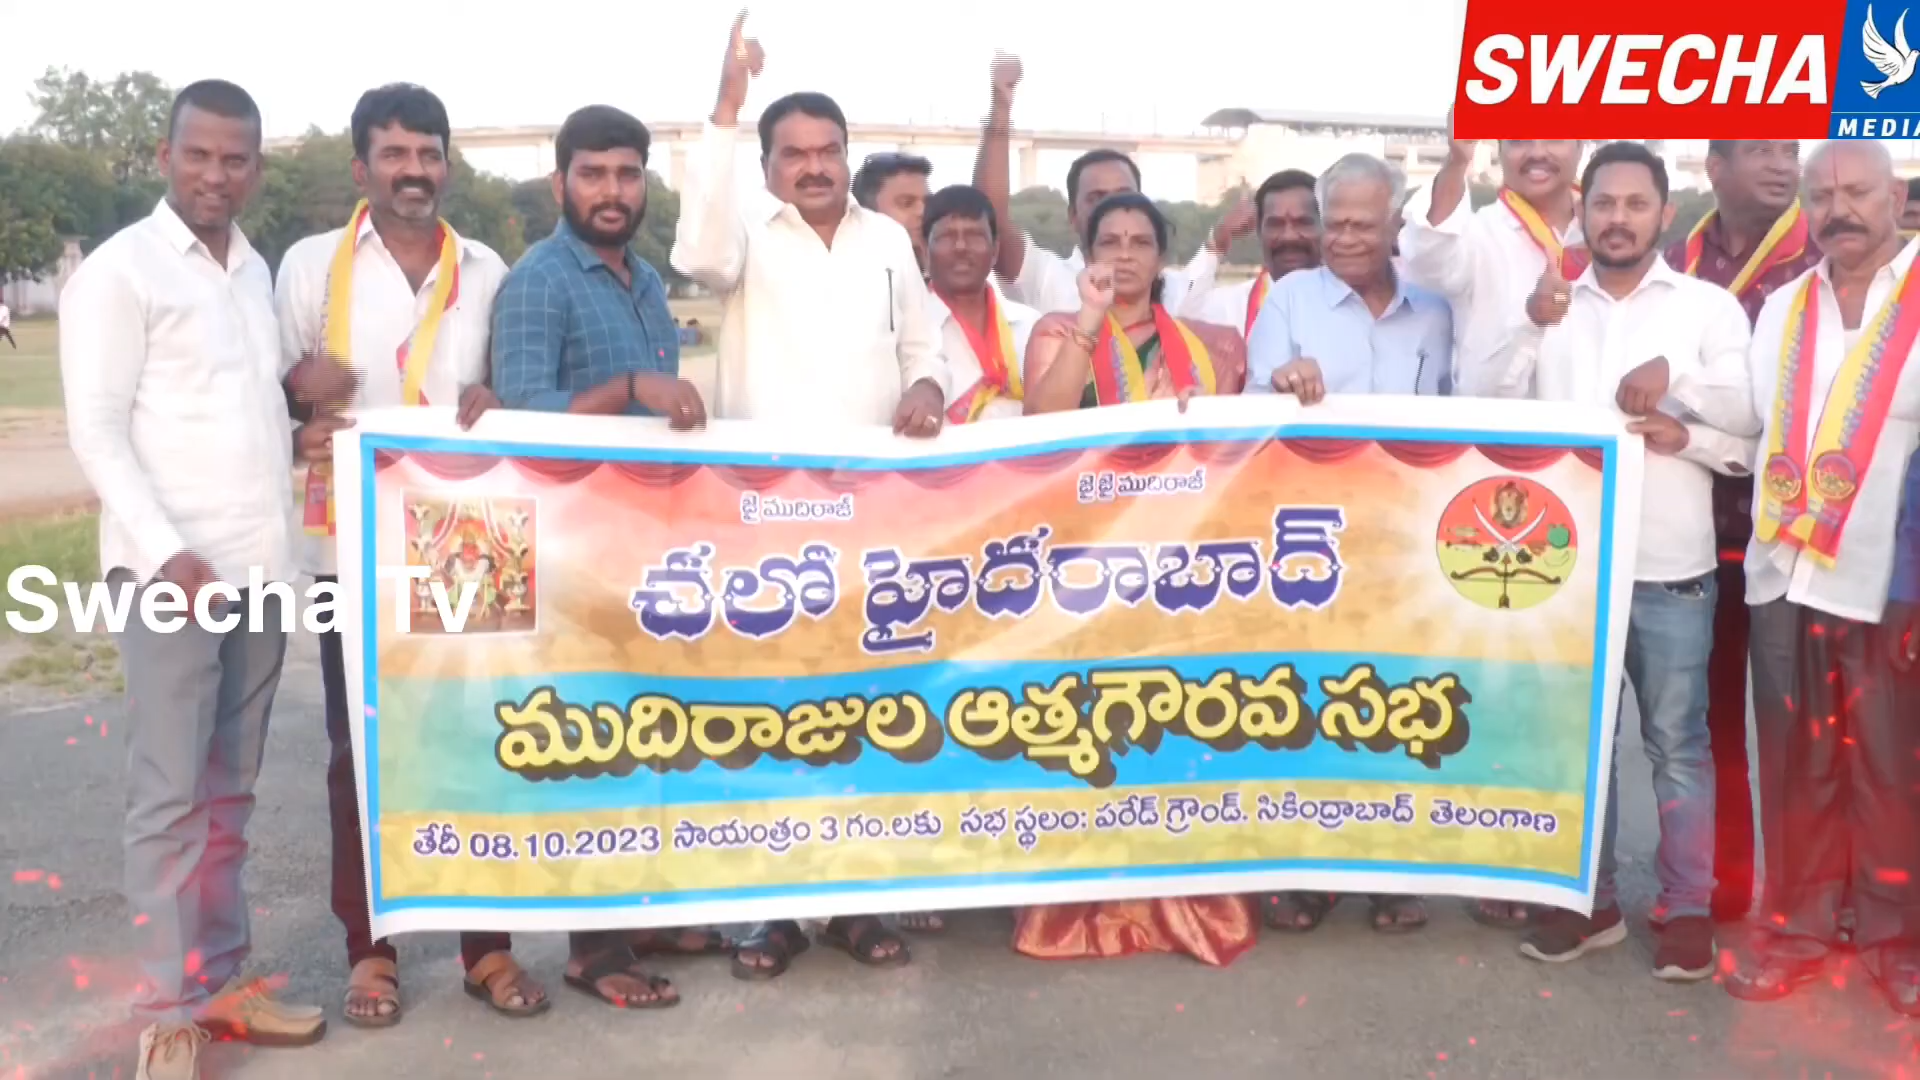 SWECHA
MEDIA
జై ముదిరాజ్
జై జై ముదిరాజ్
చలో హైదరాబాద్
Swecha Tv
ముదిరాజుల ఆత్మగౌరవ సభ
తేదీ 08.10.2023 సాయంత్రం 3 గం.లకు సభ స్థలం: పరేడ్ గ్రౌండ్. సికింద్రాబాద్ తెలంగాణ